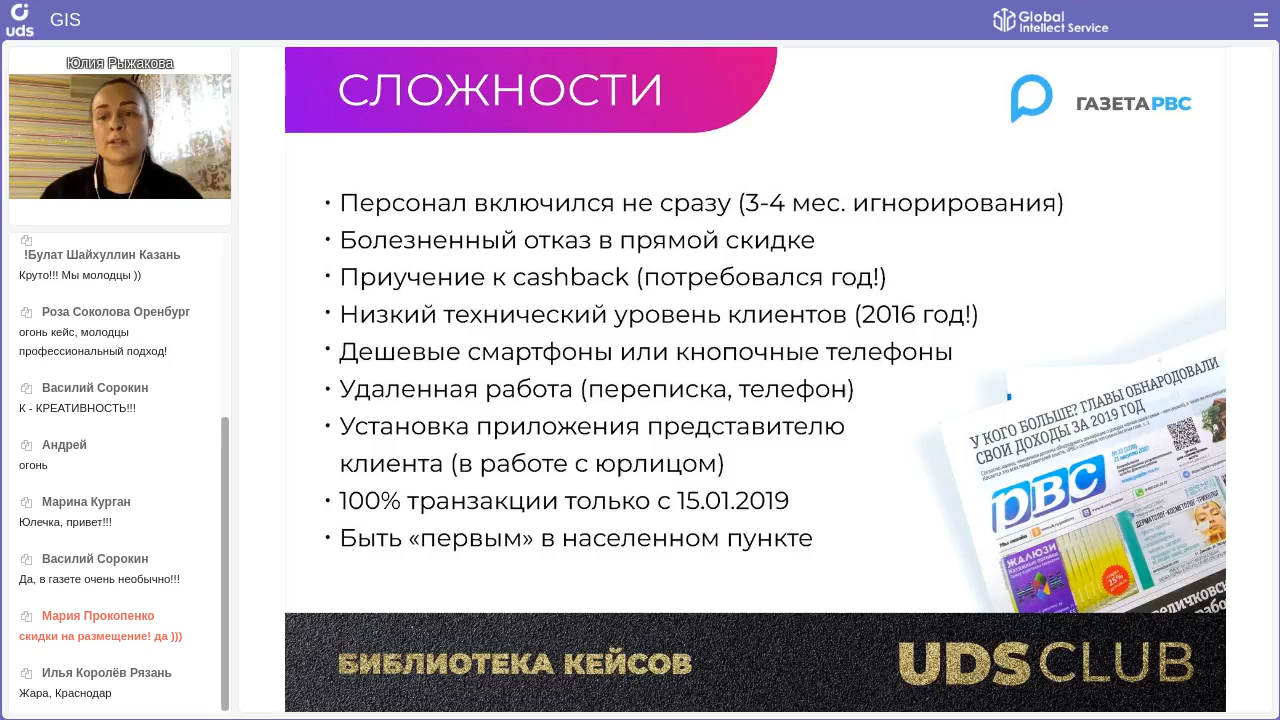 uds
GIS
Global
Intellect Service
Юлия Рыжакова
!Булат Шайхуллин Казань
Круто!!! Мы молодцы ))
Роза Соколова Оренбург
огонь кейс, молодцы
профессиональный подход!
Василий Сорокин
К - КРЕАТИВНОСТЬ!!!
Андрей
огонь
Марина Курган
Юлечка, привет!!!
Василий Сорокин
Да, в газете очень необычно!!!
Мария Прокопенко
скидки на размещение! да )))
Илья Королёв Рязань
Жара, Краснодар
СЛОЖНОСТИ
ГАЗЕТАРВС
• Персонал включился не сразу (3-4 мес. игнорирования)
• Болезненный отказ в прямой скидке
• Приучение к cashback (потребовался год!)
• Низкий технический уровень клиентов (2016 год!)
• Дешевые смартфоны или кнопочные телефоны
• Удаленная работа (переписка, телефон)
• Установка приложения представителю
клиента (в работе с юрлицом)
• 100% транзакции только с 15.01.2019
• Быть «первым» в населенном пункте
У КОГО БОЛЬШЕ? ГЛАВЫ ОБНАРОДОВАЛИ
СВОИ ДОХОДЫ ЗА 2019 ГОД
РВС
ЖАЛЮЗИ
БИБЛИОТЕКА КЕЙСОВ
UDSCLUB